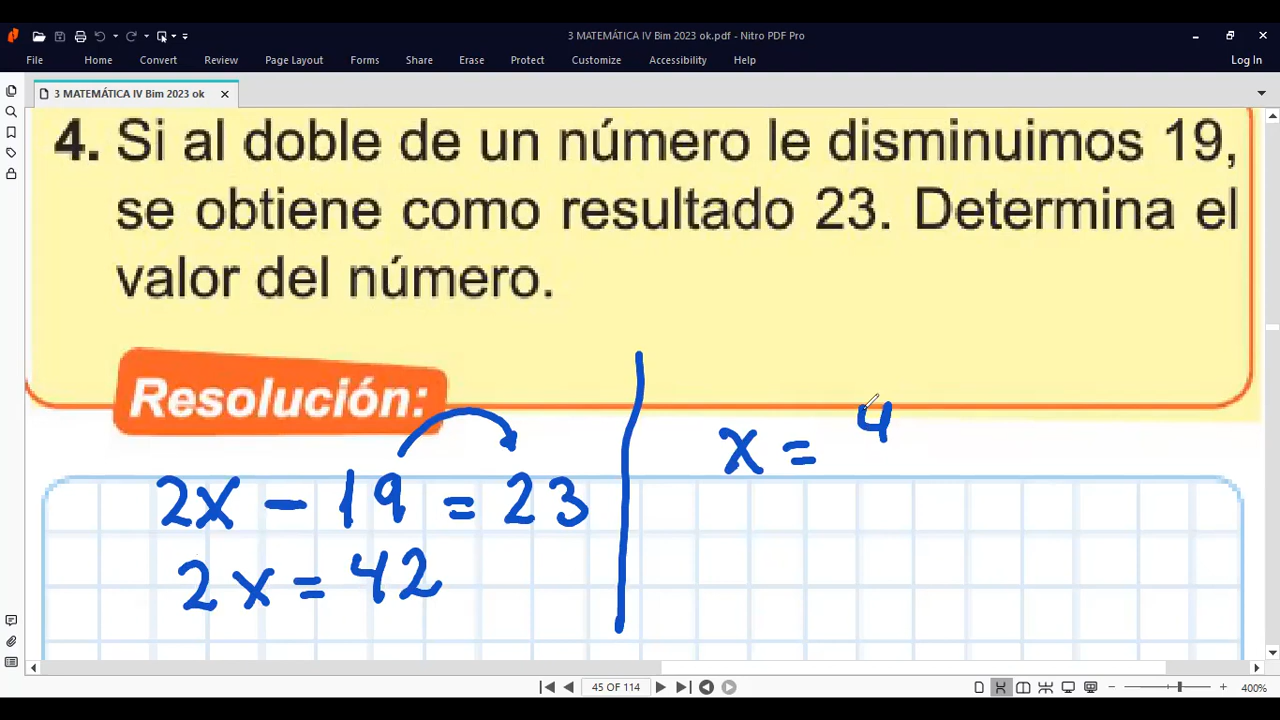 3 MATEMÁTICA IV Bim 2023 ok.pdf - Nitro PDF Pro
File Home Convert Review Page Layout Forms Share Erase Protect Customize Accessibility Help Log In
3 MATEMÁTICA IV Bim 2023 ok
4. Si al doble de un número le disminuimos 19,
se obtiene como resultado 23. Determina el
valor del número.
Resolución:
2x - 19 = 23
2x = 42
x = 4
45 OF 114
400%